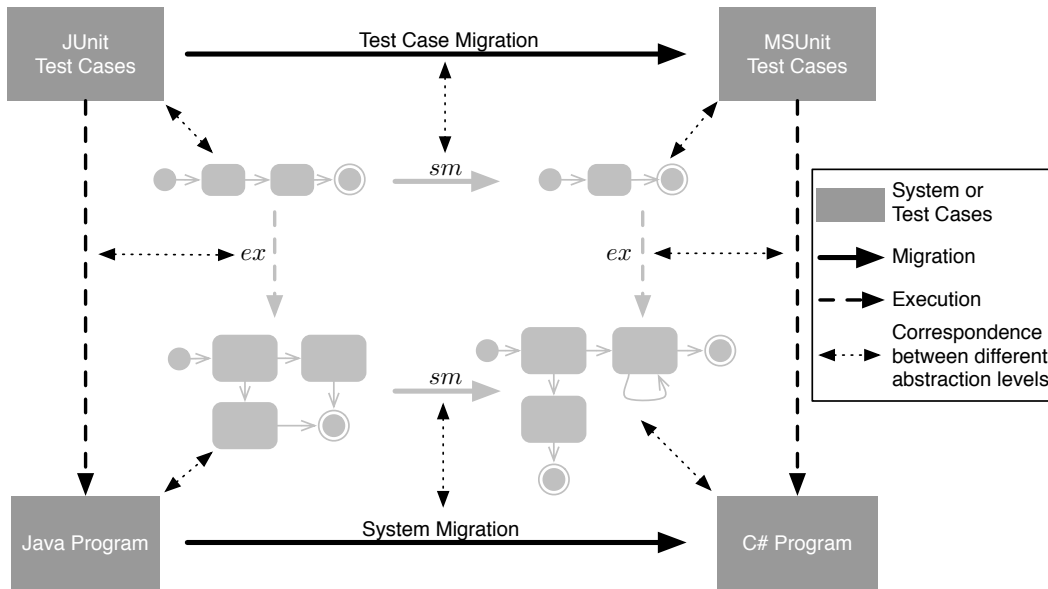 JUnit
Test Cases
Test Case Migration
MSUnit
Test Cases
sm
sm
ex
ex
System or
Test Cases
Migration
Execution
Correspondence
between different
abstraction levels
Java Program
System Migration
C# Program